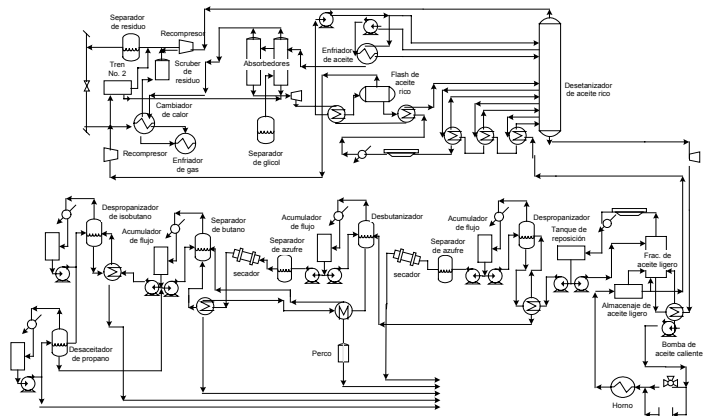 Separador
de residuo
Recompresor
Tren
No. 2
Scruber
de
residuo
Absorbedores
Enfriador
de aceite
Flash de
aceite
rico
Desetanizador
de aceite rico
Cambiador
de calor
Recompresor
Enfriador
de gas
Separador
de glicol
Despropanizador
de isobutano
Acumulador
de flujo
Separador
de butano
Separador
de azufre
secador
Acumulador
de flujo
Desbutanizador
secador
Separador
de azufre
Acumulador
de flujo
Despropanizador
Tanque de
reposición
Frac. de
aceite ligero
Almacenaje de
aceite ligero
Bomba de
aceite caliente
Desaceitador
de propano
Perco
Horno